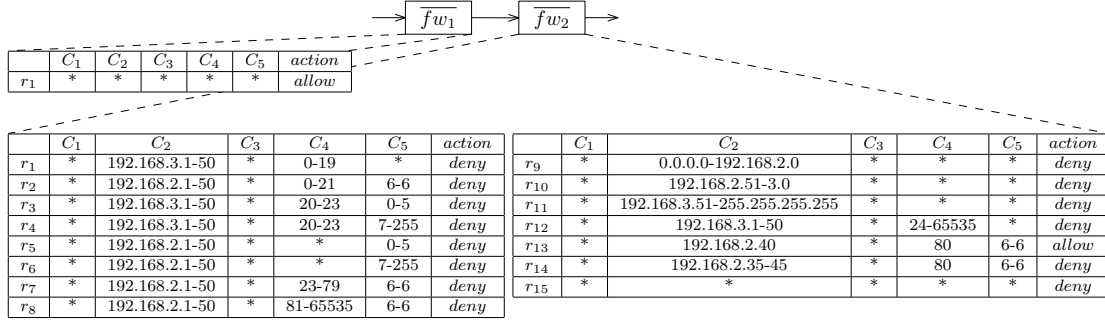 fw1 fw2
C1 C2 C3 C4 C5 action
r1 * * * * * allow
C1 C2 C3 C4 C5 action
r1 * 192.168.3.1-50 * 0-19 * deny
r2 * 192.168.2.1-50 * 0-21 6-6 deny
r3 * 192.168.3.1-50 * 20-23 0-5 deny
r4 * 192.168.3.1-50 * 20-23 7-255 deny
r5 * 192.168.2.1-50 * * 0-5 deny
r6 * 192.168.2.1-50 * * 7-255 deny
r7 * 192.168.2.1-50 * 23-79 6-6 deny
r8 * 192.168.2.1-50 * 81-65535 6-6 deny
C1 C2 C3 C4 C5 action
r9 * 0.0.0.0-192.168.2.0 * * * deny
r10 * 192.168.2.51-3.0 * * * deny
r11 * 192.168.3.51-255.255.255.255 * * * deny
r12 * 192.168.3.1-50 * 24-65535 * deny
r13 * 192.168.2.40 * 80 6-6 allow
r14 * 192.168.2.35-45 * 80 6-6 deny
r15 * * * * * deny